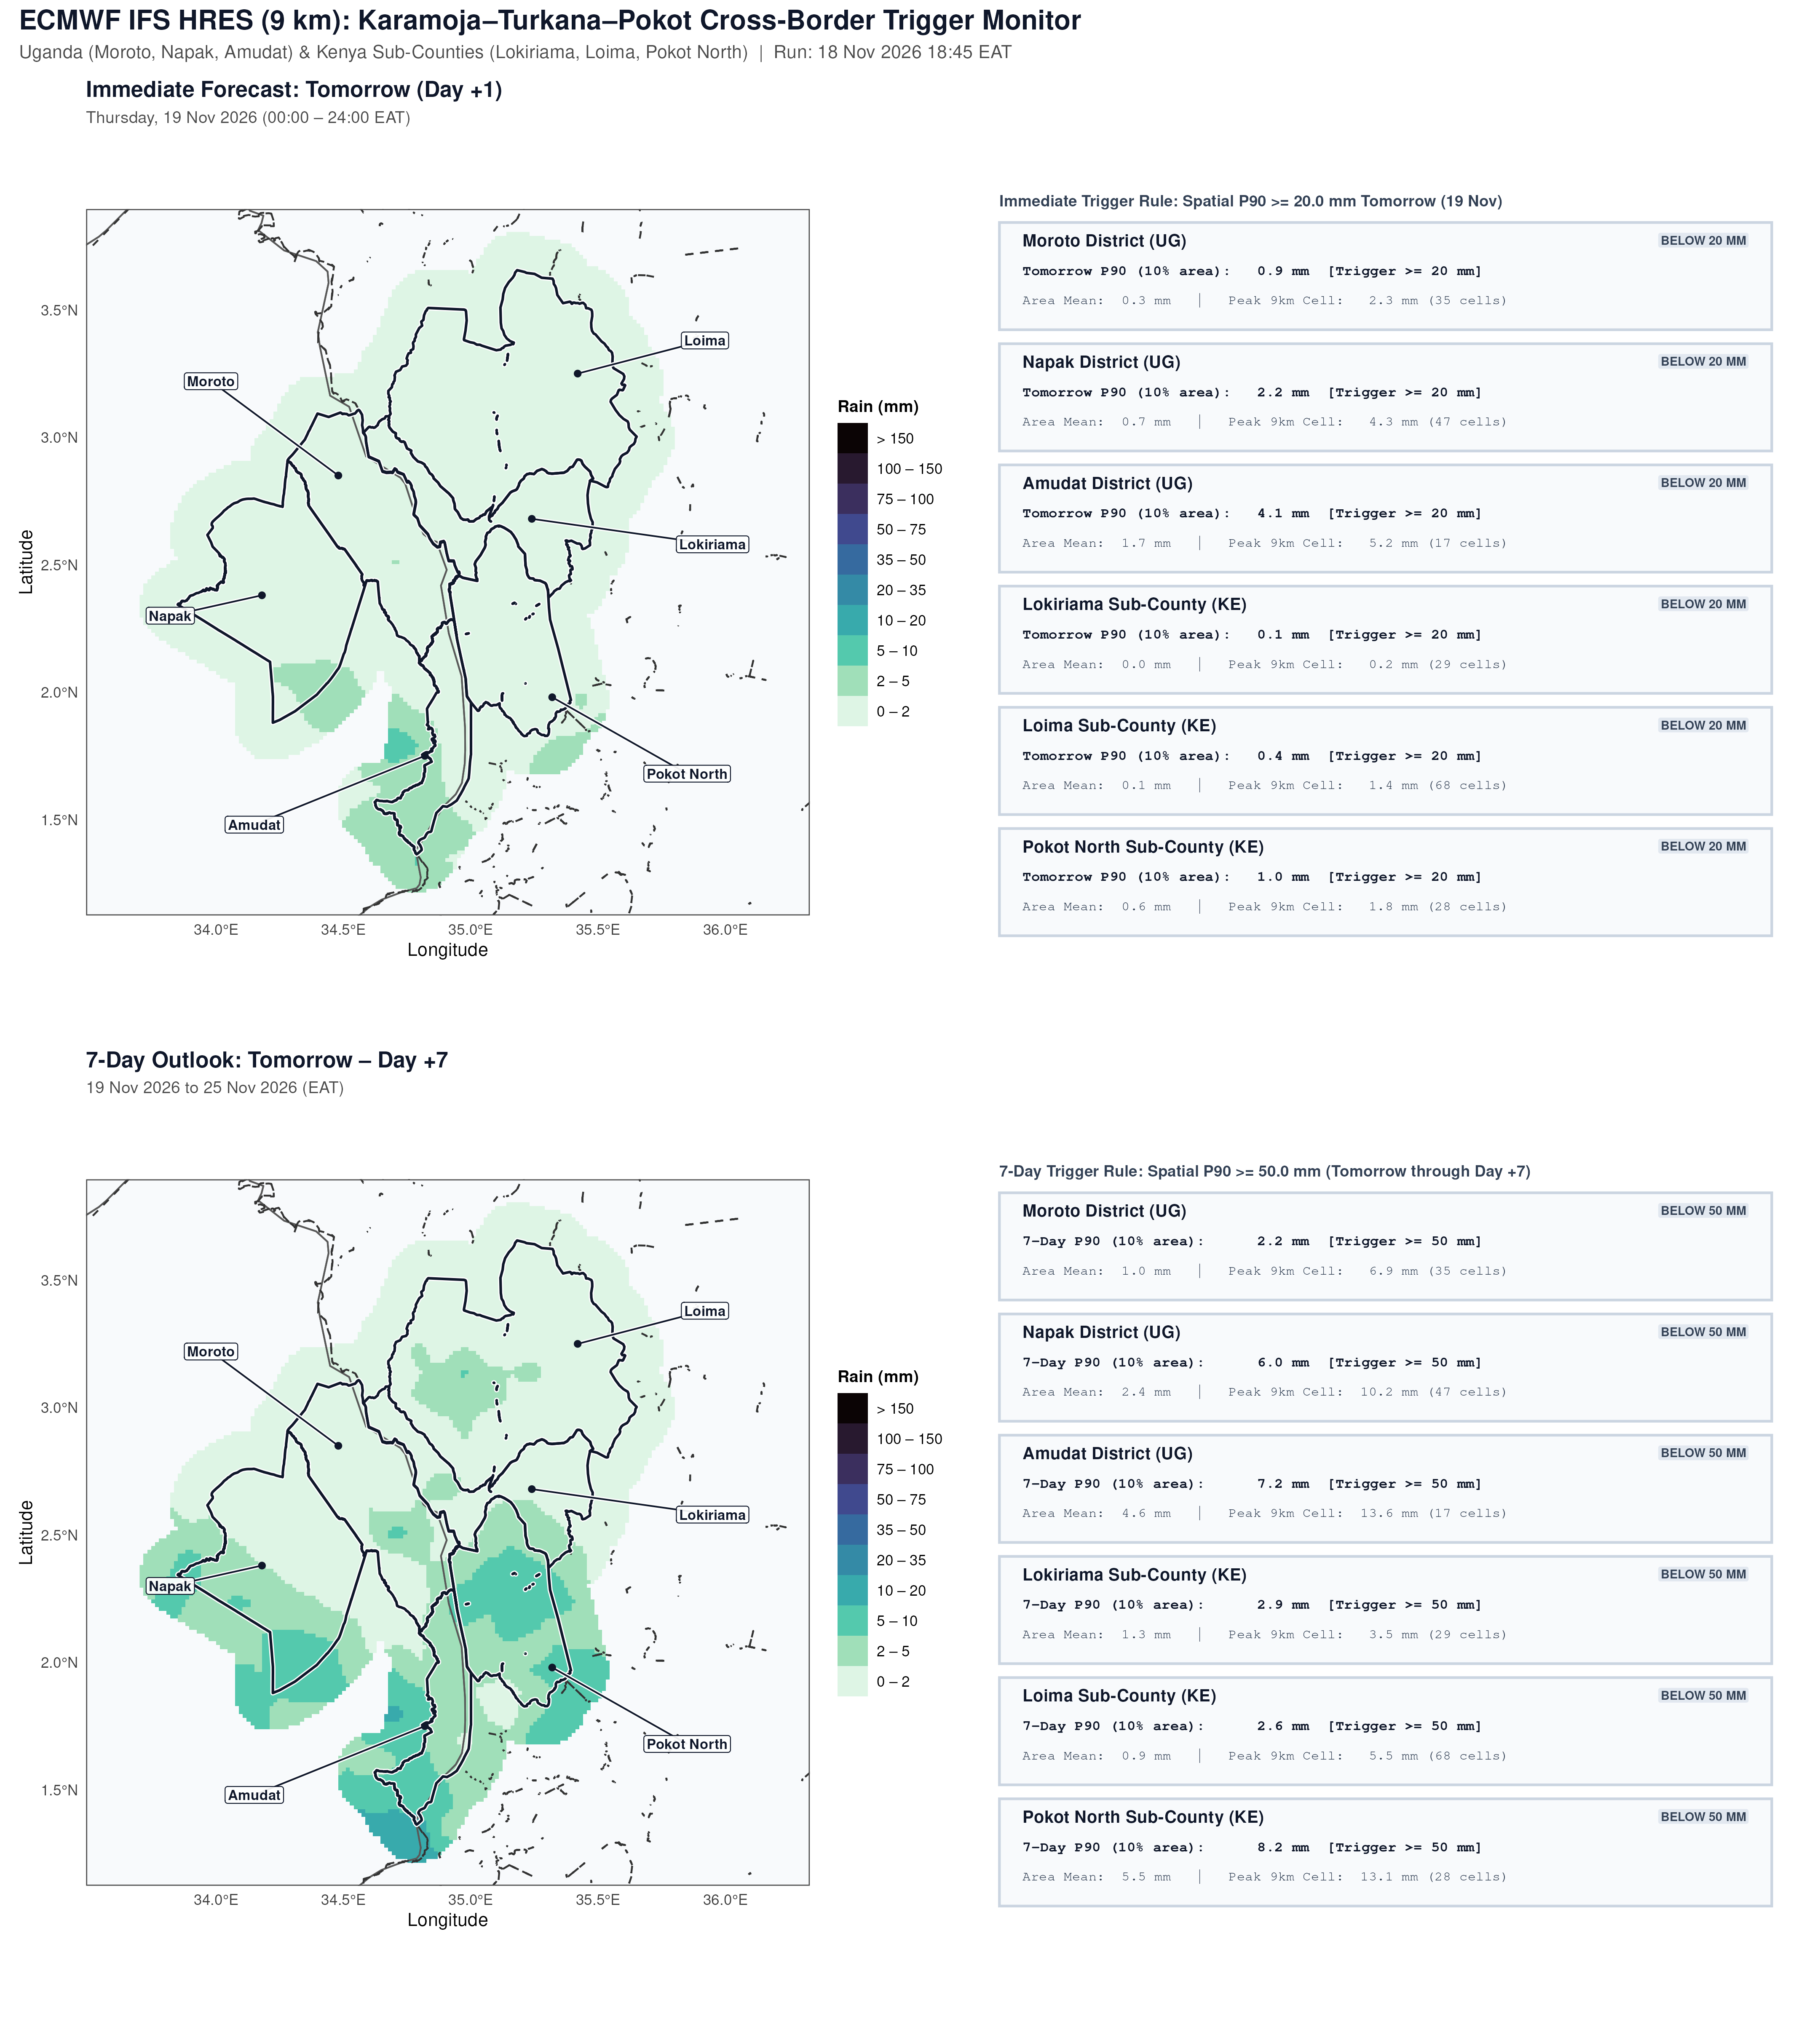 ECMWF IFS HRES (9 km): Karamoja–Turkana–Pokot Cross-Border Trigger Monitor
Uganda (Moroto, Napak, Amudat) & Kenya Sub-Counties (Lokiriama, Loima, Pokot North) | Run: 18 Nov 2026 18:45 EAT
Immediate Forecast: Tomorrow (Day +1)
Thursday, 19 Nov 2026 (00:00 – 24:00 EAT)
Latitude
3.5°N
3.0°N
2.5°N
2.0°N
1.5°N
Loima
Moroto
Lokiriama
Napak
Pokot North
Amudat
34.0°E 34.5°E 35.0°E 35.5°E 36.0°E
Longitude
Rain (mm)
> 150
100 – 150
75 – 100
50 – 75
35 – 50
20 – 35
10 – 20
5 – 10
2 – 5
0 – 2
Immediate Trigger Rule: Spatial P90 >= 20.0 mm Tomorrow (19 Nov)
Moroto District (UG) BELOW 20 MM
Tomorrow P90 (10% area): 0.9 mm [Trigger >= 20 mm]
Area Mean: 0.3 mm | Peak 9km Cell: 2.3 mm (35 cells)
Napak District (UG) BELOW 20 MM
Tomorrow P90 (10% area): 2.2 mm [Trigger >= 20 mm]
Area Mean: 0.7 mm | Peak 9km Cell: 4.3 mm (47 cells)
Amudat District (UG) BELOW 20 MM
Tomorrow P90 (10% area): 4.1 mm [Trigger >= 20 mm]
Area Mean: 1.7 mm | Peak 9km Cell: 5.2 mm (17 cells)
Lokiriama Sub-County (KE) BELOW 20 MM
Tomorrow P90 (10% area): 0.1 mm [Trigger >= 20 mm]
Area Mean: 0.0 mm | Peak 9km Cell: 0.2 mm (29 cells)
Loima Sub-County (KE) BELOW 20 MM
Tomorrow P90 (10% area): 0.4 mm [Trigger >= 20 mm]
Area Mean: 0.1 mm | Peak 9km Cell: 1.4 mm (68 cells)
Pokot North Sub-County (KE) BELOW 20 MM
Tomorrow P90 (10% area): 1.0 mm [Trigger >= 20 mm]
Area Mean: 0.6 mm | Peak 9km Cell: 1.8 mm (28 cells)
7-Day Outlook: Tomorrow – Day +7
19 Nov 2026 to 25 Nov 2026 (EAT)
Latitude
3.5°N
3.0°N
2.5°N
2.0°N
1.5°N
Loima
Moroto
Lokiriama
Napak
Pokot North
Amudat
34.0°E 34.5°E 35.0°E 35.5°E 36.0°E
Longitude
Rain (mm)
> 150
100 – 150
75 – 100
50 – 75
35 – 50
20 – 35
10 – 20
5 – 10
2 – 5
0 – 2
7-Day Trigger Rule: Spatial P90 >= 50.0 mm (Tomorrow through Day +7)
Moroto District (UG) BELOW 50 MM
7-Day P90 (10% area): 2.2 mm [Trigger >= 50 mm]
Area Mean: 1.0 mm | Peak 9km Cell: 6.9 mm (35 cells)
Napak District (UG) BELOW 50 MM
7-Day P90 (10% area): 6.0 mm [Trigger >= 50 mm]
Area Mean: 2.4 mm | Peak 9km Cell: 10.2 mm (47 cells)
Amudat District (UG) BELOW 50 MM
7-Day P90 (10% area): 7.2 mm [Trigger >= 50 mm]
Area Mean: 4.6 mm | Peak 9km Cell: 13.6 mm (17 cells)
Lokiriama Sub-County (KE) BELOW 50 MM
7-Day P90 (10% area): 2.9 mm [Trigger >= 50 mm]
Area Mean: 1.3 mm | Peak 9km Cell: 3.5 mm (29 cells)
Loima Sub-County (KE) BELOW 50 MM
7-Day P90 (10% area): 2.6 mm [Trigger >= 50 mm]
Area Mean: 0.9 mm | Peak 9km Cell: 5.5 mm (68 cells)
Pokot North Sub-County (KE) BELOW 50 MM
7-Day P90 (10% area): 8.2 mm [Trigger >= 50 mm]
Area Mean: 5.5 mm | Peak 9km Cell: 13.1 mm (28 cells)